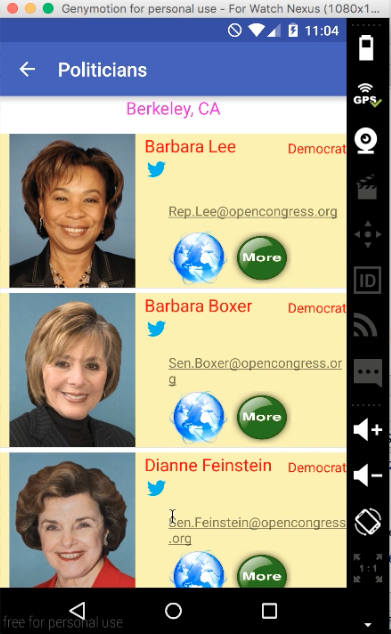 Genymotion for personal use - For Watch Nexus (1080x1...
11:04
Politicians
GPS
Berkeley, CA
Barbara Lee
Democrat
Rep.Lee@opencongress.org
More
ID
Barbara Boxer
Democrat
Sen.Boxer@opencongress.or
g
More
Dianne Feinstein
Democrat
Sen.Feinstein@opencongress
.org
More
1:1
free for personal use